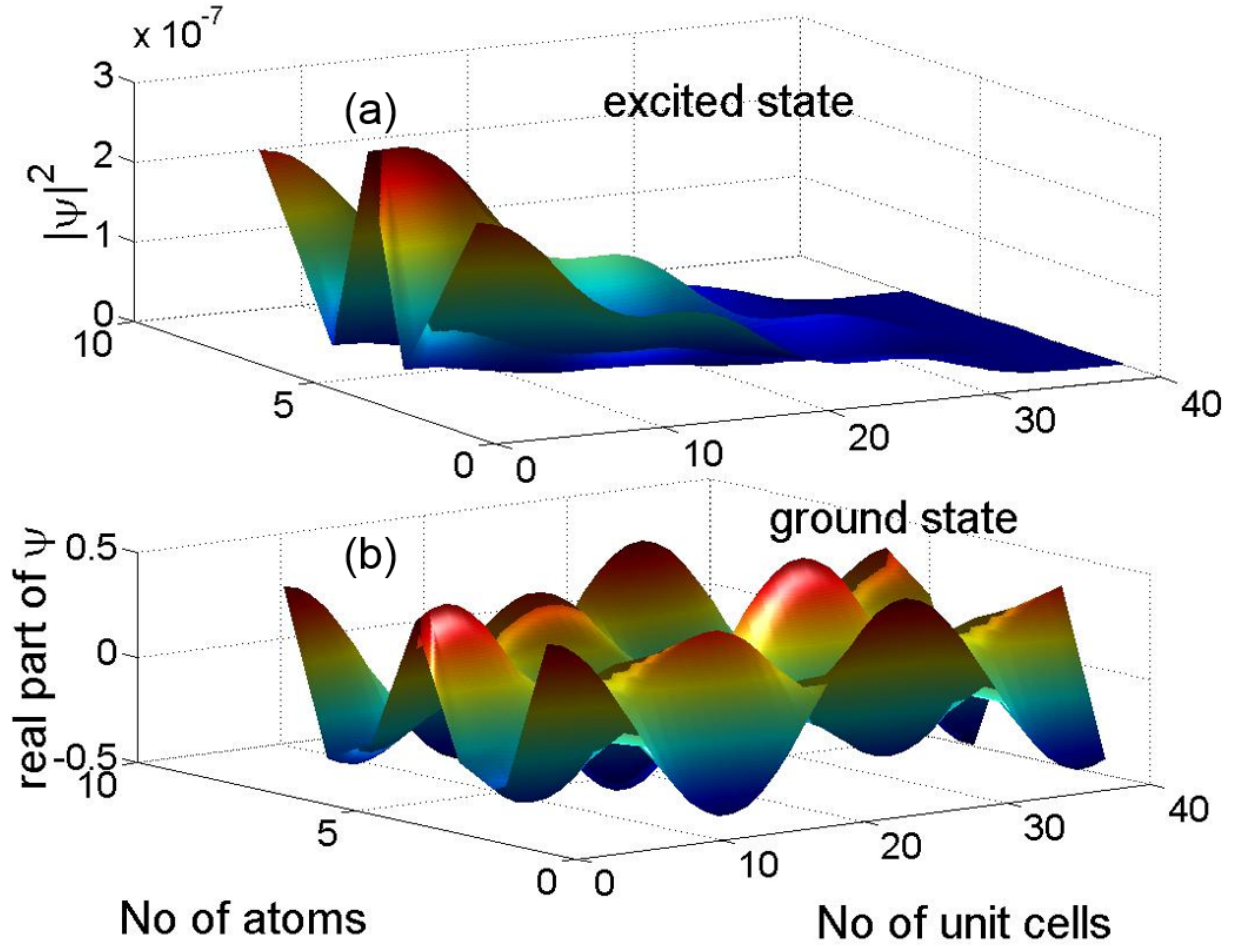 x 10-7
3
(a)
excited state
2
|ψ|2
1
0
10
5
0
0
10
20
30
40
ground state
0.5
(b)
real part of ψ
0
-0.5
10
5
0
0
10
20
30
40
No of atoms
No of unit cells